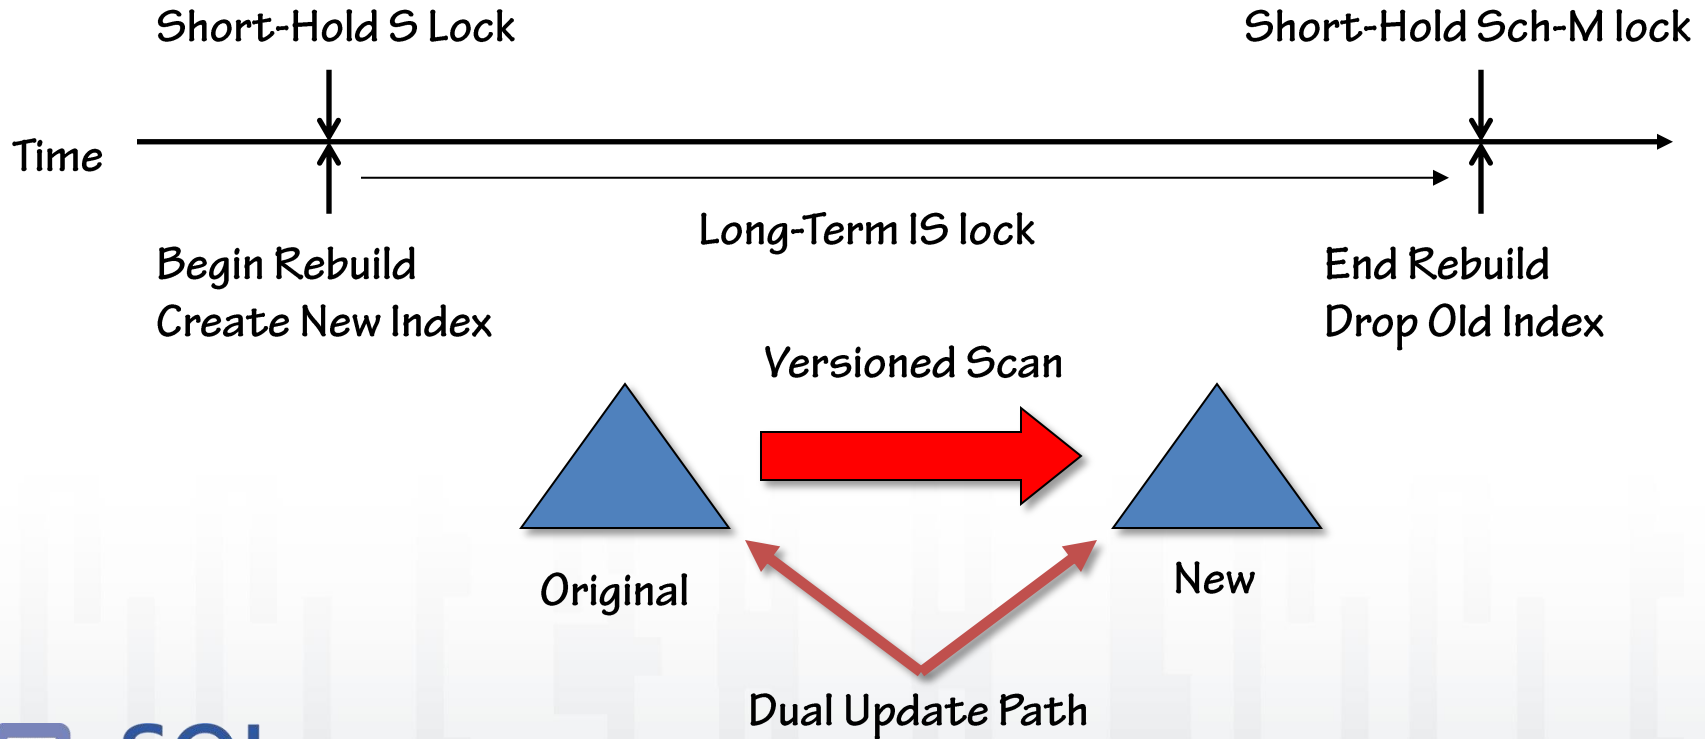 Short-Hold S Lock
Short-Hold Sch-M lock
Time
Long-Term IS lock
Begin Rebuild
Create New Index
End Rebuild
Drop Old Index
Versioned Scan
Original
New
Dual Update Path
SQL